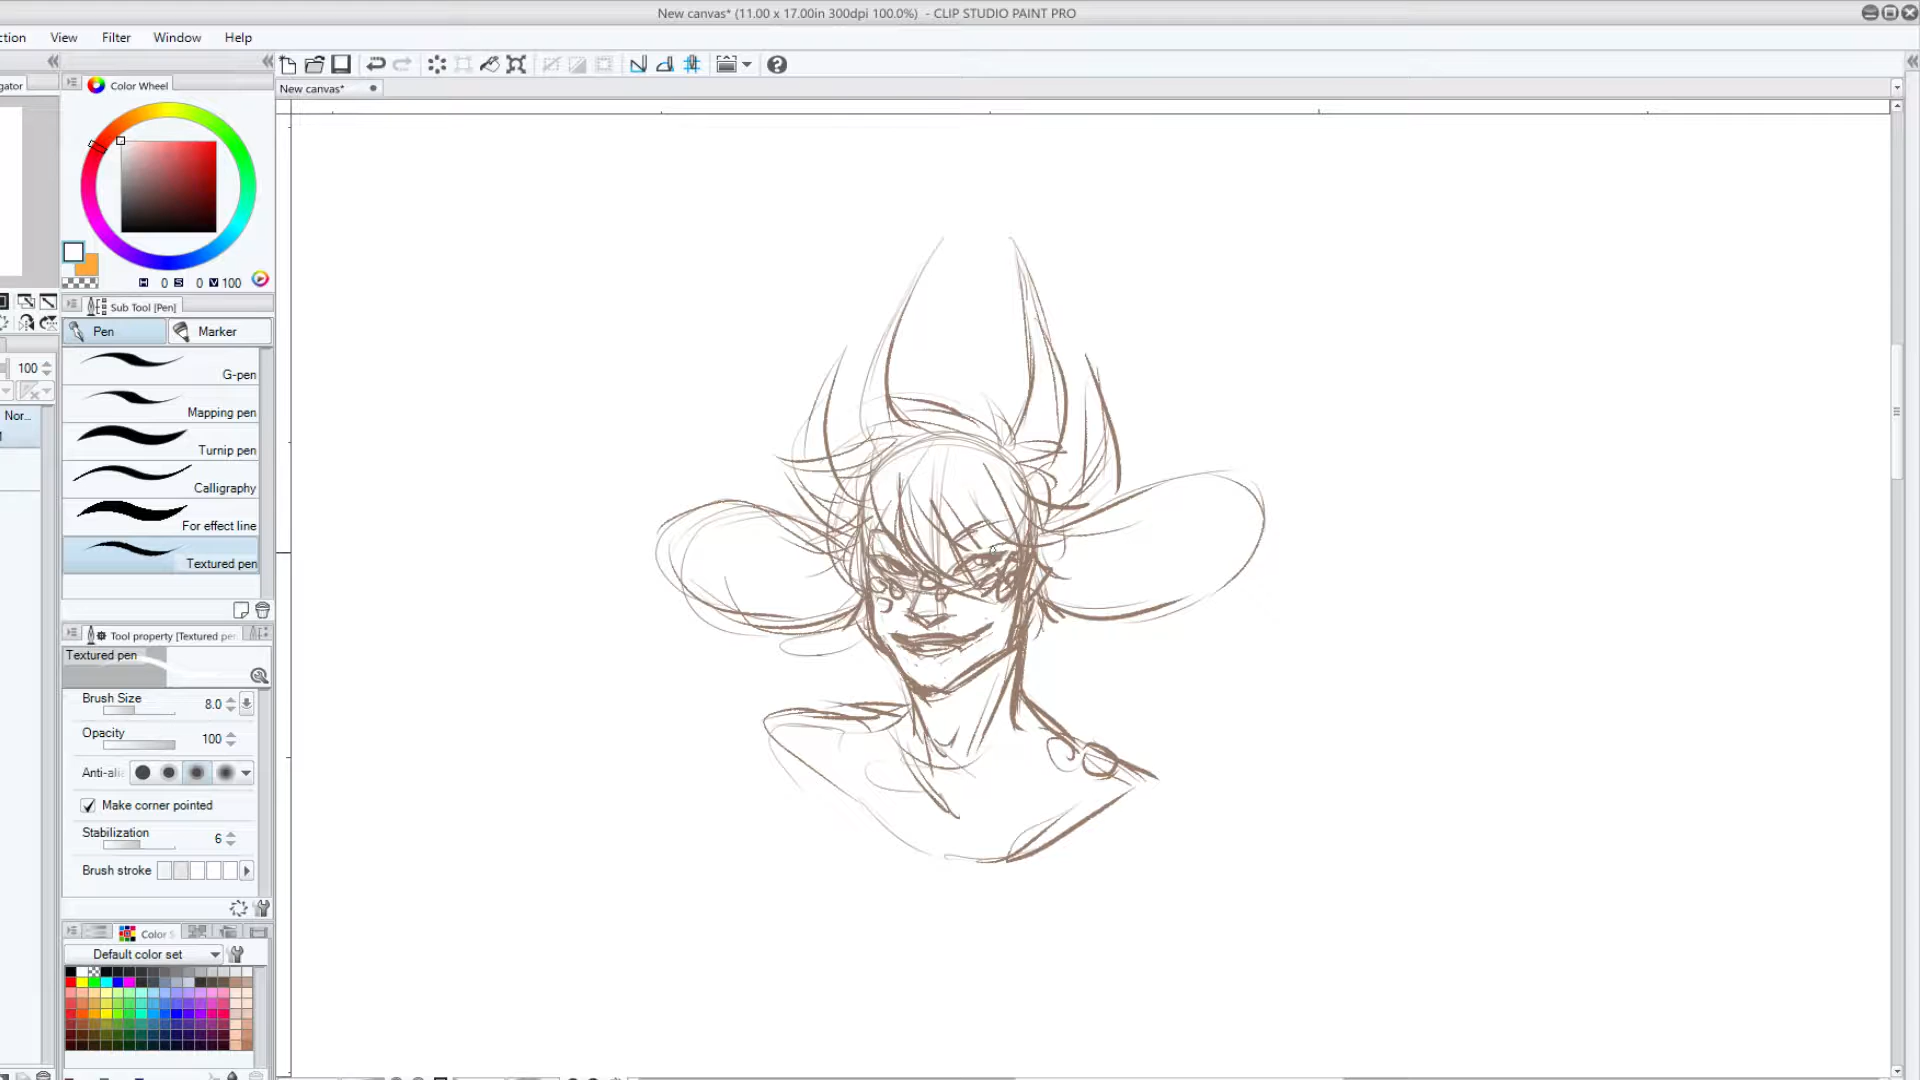 New canvas* (11.00 x 17.00in 300dpi 100.0%) - CLIP STUDIO PAINT PRO
ction View Filter Window Help
gator
Color Wheel
New canvas*
H 0 S 0 V 100
Sub Tool [Pen]
Pen
Marker
100
G-pen
Mapping pen
Nor...
Turnip pen
Calligraphy
For effect line
Textured pen
Tool property [Textured per
Textured pen
Brush Size 8.0
Opacity 100
Anti-ali
Make corner pointed
Stabilization 6
Brush stroke
Color S
Default color set